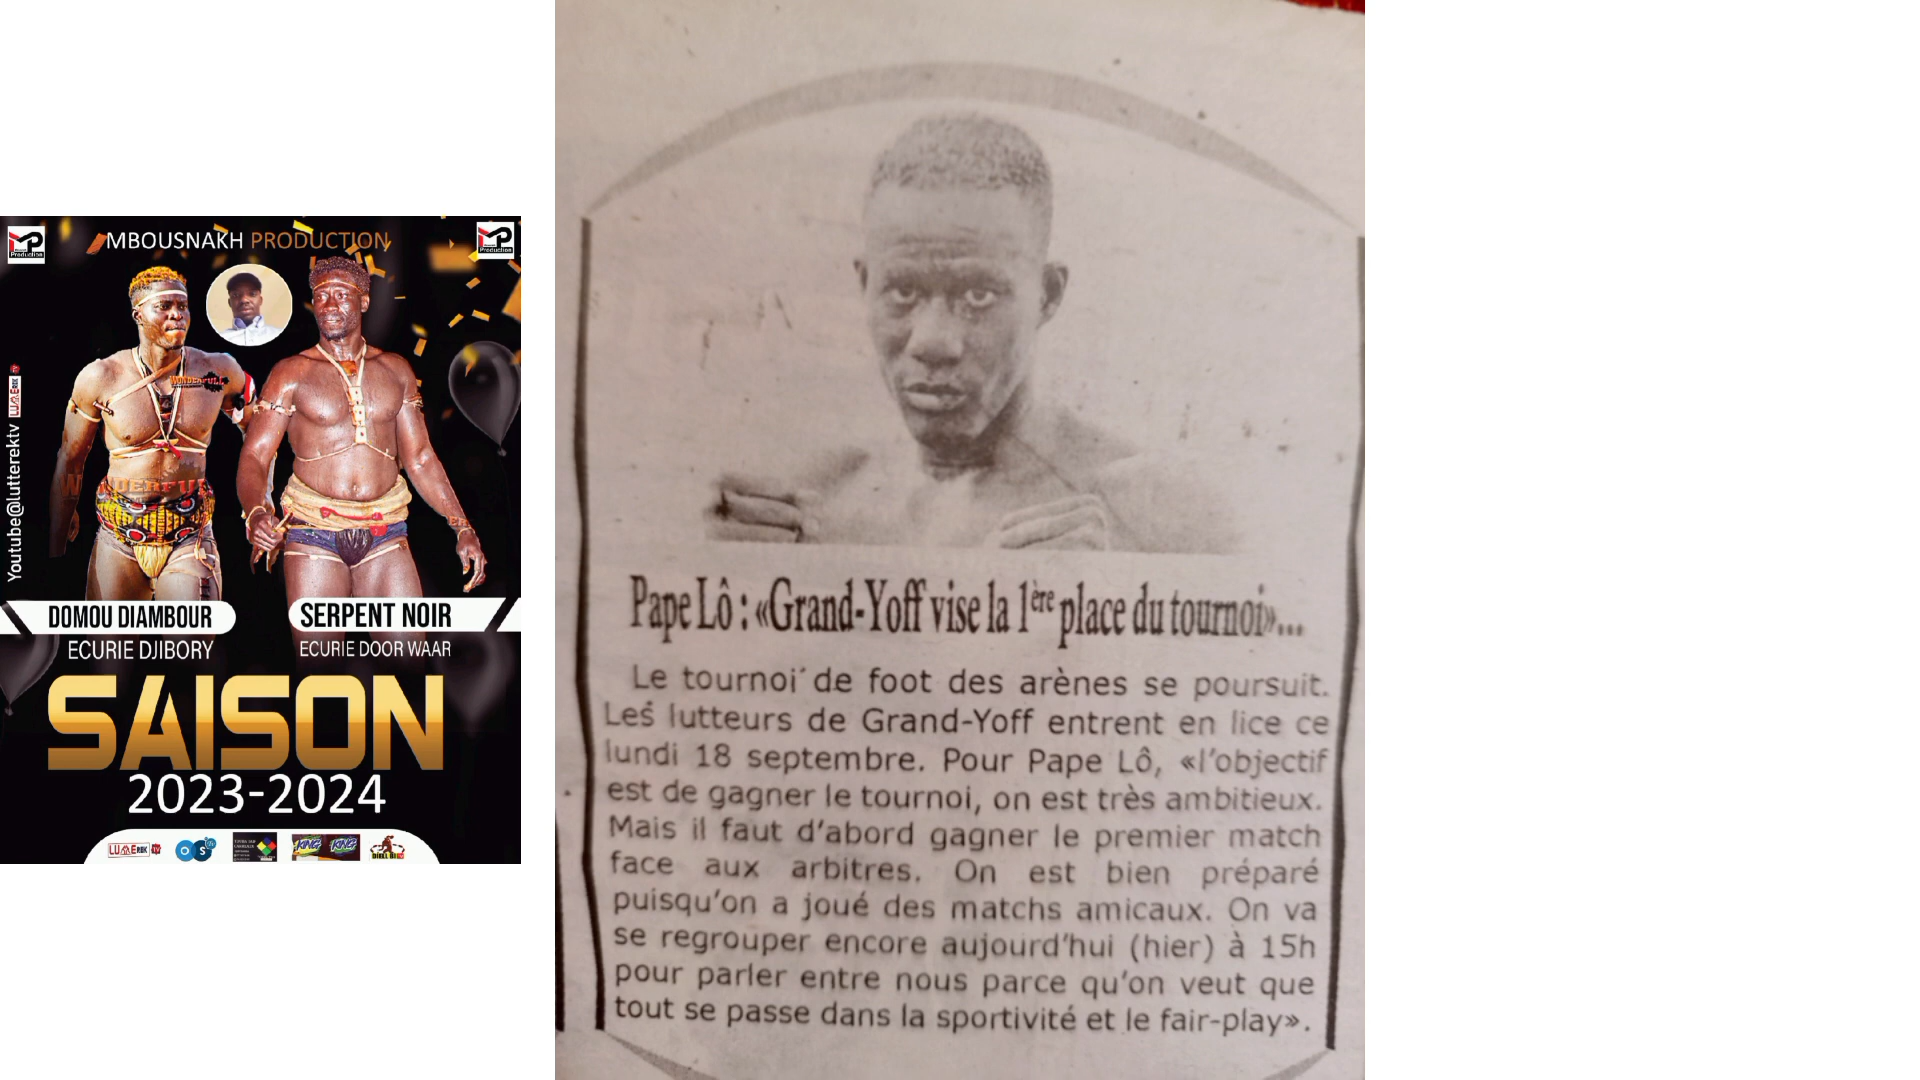 MBOUSNAKH PRODUCTION
Production
Production
WONDERFULL
Youtube@lutterektv
DOMOU DIAMBOUR
SERPENT NOIR
ECURIE DJIBORY
ECURIE DOOR WAAR
SAISON
2023-2024
KING KING
Pape Lô : «Grand-Yoff vise la 1ère place du tournoi»...
Le tournoi de foot des arènes se poursuit.
Les lutteurs de Grand-Yoff entrent en lice ce
lundi 18 septembre. Pour Pape Lô, «l'objectif
est de gagner le tournoi, on est très ambitieux.
Mais il faut d'abord gagner le premier match
face aux arbitres. On est bien préparé
puisqu'on a joué des matchs amicaux. On va
se regrouper encore aujourd'hui (hier) à 15h
pour parler entre nous parce qu'on veut que
tout se passe dans la sportivité et le fair-play».